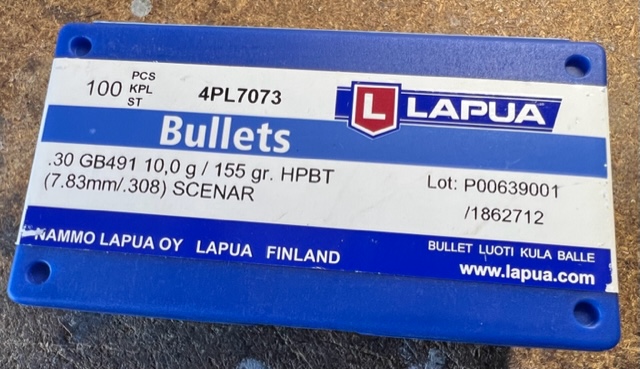 100 PCS
KPL
ST
4PL7073
L LAPUA
Bullets
.30 GB491 10,0 g / 155 gr. HPBT
(7.83mm/.308) SCENAR
Lot: P00639001
/1862712
NAMMO LAPUA OY LAPUA FINLAND
BULLET LUOTI KULA BALLE
www.lapua.com